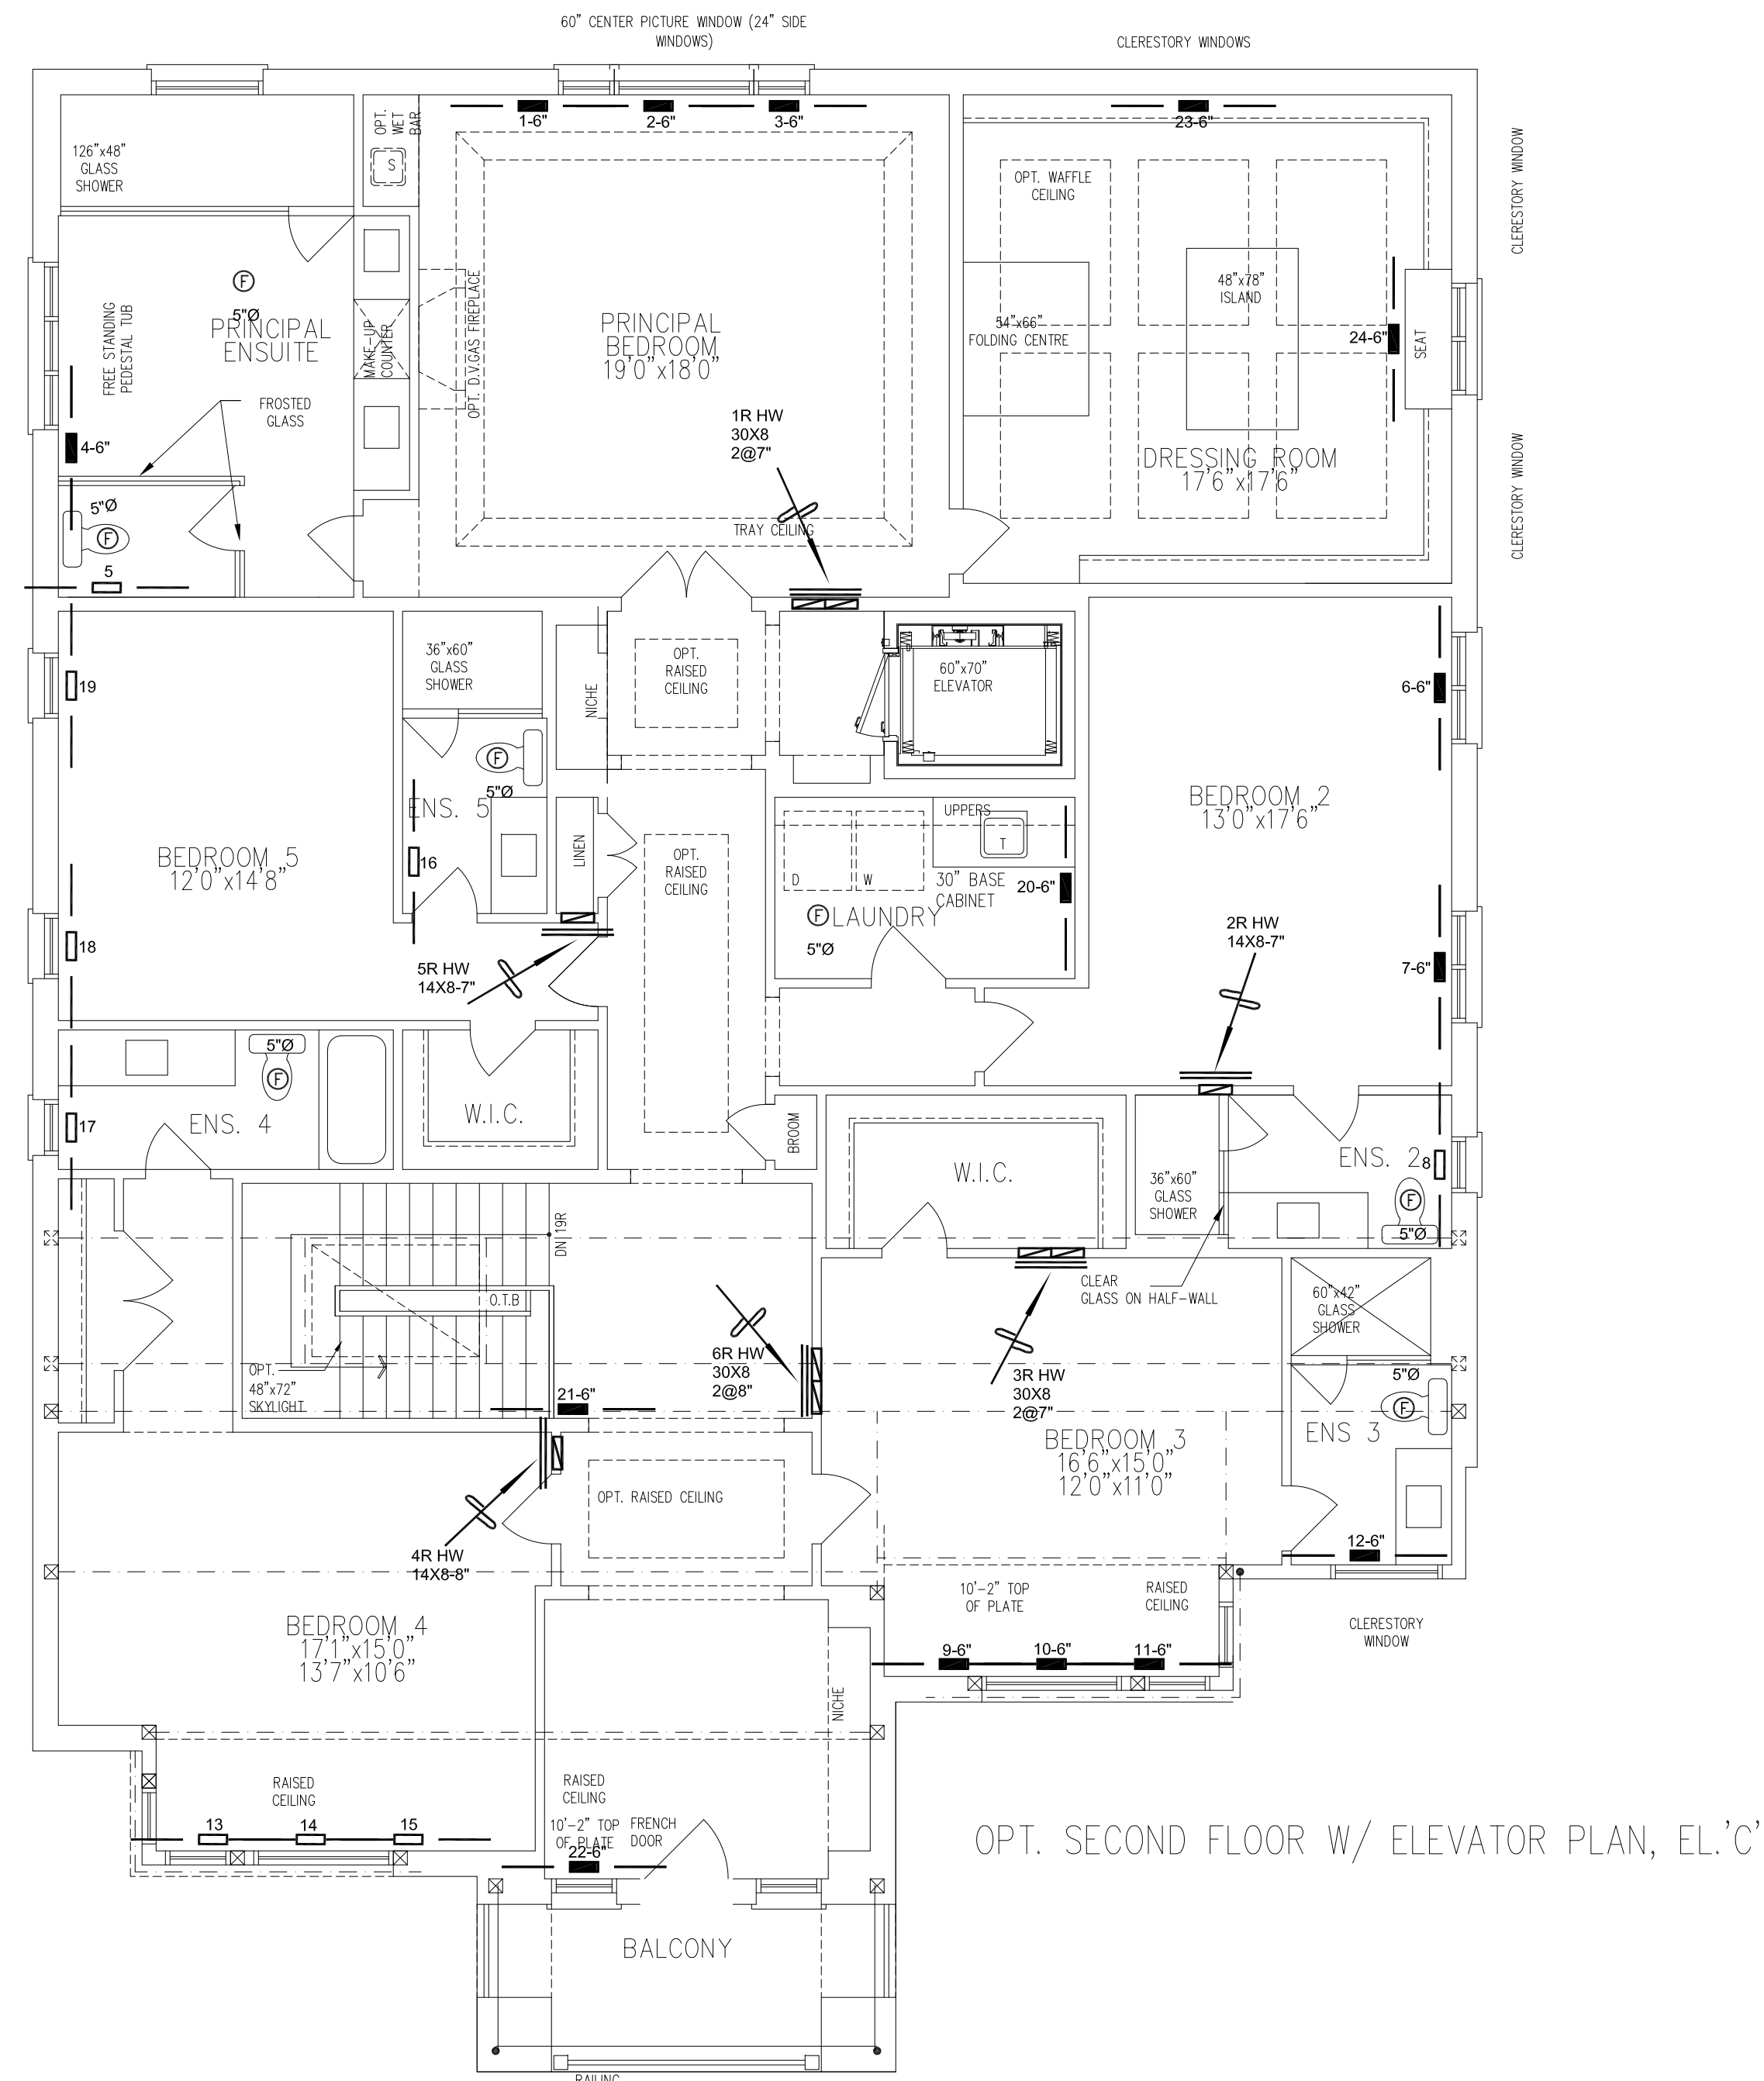 60” CENTER PICTURE WINDOW (24” SIDE
WINDOWS)
CLERESTORY WINDOWS
OPT.
WET
BAR
S
1-6"
2-6"
3-6"
23-6"
126”x48”
GLASS
SHOWER
OPT. WAFFLE
CEILING
CLERESTORY WINDOW
F
5"Ø
PRINCIPAL
ENSUITE
FREE STANDING
PEDESTAL TUB
MAKE-UP
COUNTER
OPT. D.V.GAS FIREPLACE
PRINCIPAL
BEDROOM
19’0”x18’0”
48”x78”
ISLAND
54”x66”
FOLDING CENTRE
24-6"
SEAT
FROSTED
GLASS
1R HW
30X8
2@7"
4-6"
DRESSING ROOM
17’6”x17’6”
CLERESTORY WINDOW
5"Ø
F
TRAY CEILING
5
36”x60”
GLASS
SHOWER
NICHE
OPT.
RAISED
CEILING
60”x70”
ELEVATOR
19
6-6"
F
5"Ø
ENS. 5
BEDROOM 2
13’0”x17’6”
UPPERS
T
BEDROOM 5
12’0”x14’8”
16
LINEN
OPT.
RAISED
CEILING
D
W
30” BASE
CABINET
20-6"
F
LAUNDRY
5"Ø
2R HW
14X8-7"
18
5R HW
14X8-7"
7-6"
5"Ø
F
17
ENS. 4
W.I.C.
BROOM
W.I.C.
36”x60”
GLASS
SHOWER
ENS. 2
8
F
5"Ø
DN 19R
O.T.B
CLEAR
GLASS ON HALF-WALL
60”x42”
GLASS
SHOWER
OPT.
48”x72”
SKYLIGHT
6R HW
30X8
2@8"
3R HW
30X8
2@7"
5"Ø
F
21-6"
BEDROOM 3
16’6”x15’0”
12’0”x11’0”
ENS 3
OPT. RAISED CEILING
4R HW
14X8-8"
12-6"
10’-2” TOP
OF PLATE
RAISED
CEILING
BEDROOM 4
17’1”x15’0”
13’7”x10’6”
CLERESTORY
WINDOW
9-6"
10-6"
11-6"
NICHE
RAISED
CEILING
RAISED
CEILING
13
14
15
10’-2” TOP
OF PLATE
FRENCH
DOOR
22-6"
OPT. SECOND FLOOR W/ ELEVATOR PLAN, EL.’C’
BALCONY
RAILING